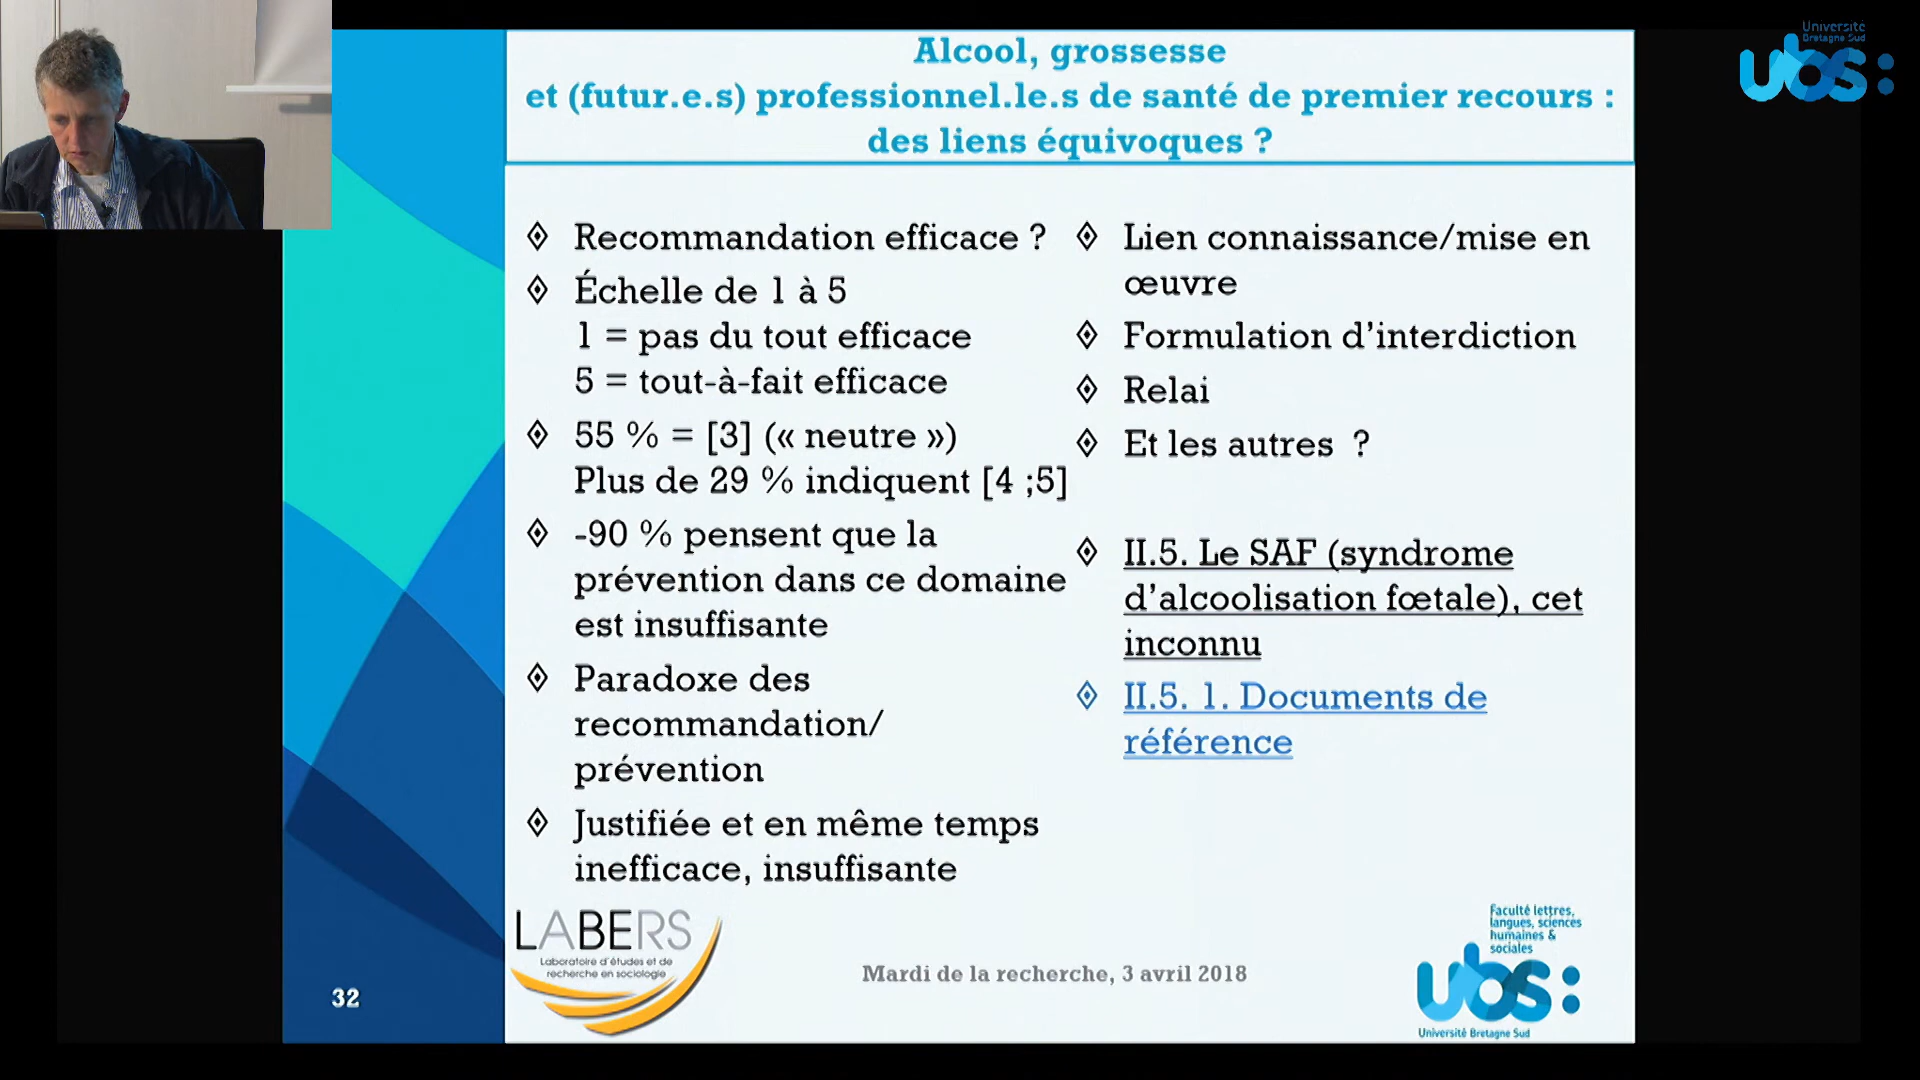 Université
Bretagne Sud
ubs:
Alcool, grossesse
et (futur.e.s) professionnel.le.s de santé de premier recours :
des liens équivoques ?
Recommandation efficace ?
Échelle de 1 à 5
1 = pas du tout efficace
5 = tout-à-fait efficace
55 % = [3] (« neutre »)
Plus de 29 % indiquent [4 ;5]
-90 % pensent que la
prévention dans ce domaine
est insuffisante
Paradoxe des
recommandation/
prévention
Justifiée et en même temps
inefficace, insuffisante
Lien connaissance/mise en
œuvre
Formulation d’interdiction
Relai
Et les autres ?
II.5. Le SAF (syndrome
d’alcoolisation fœtale), cet
inconnu
II.5. 1. Documents de
référence
LABERS
Laboratoire d'études et de
recherche en sociologie
Mardi de la recherche, 3 avril 2018
Faculté lettres,
langues, sciences
humaines &
sociales
ubs:
Université Bretagne Sud
32